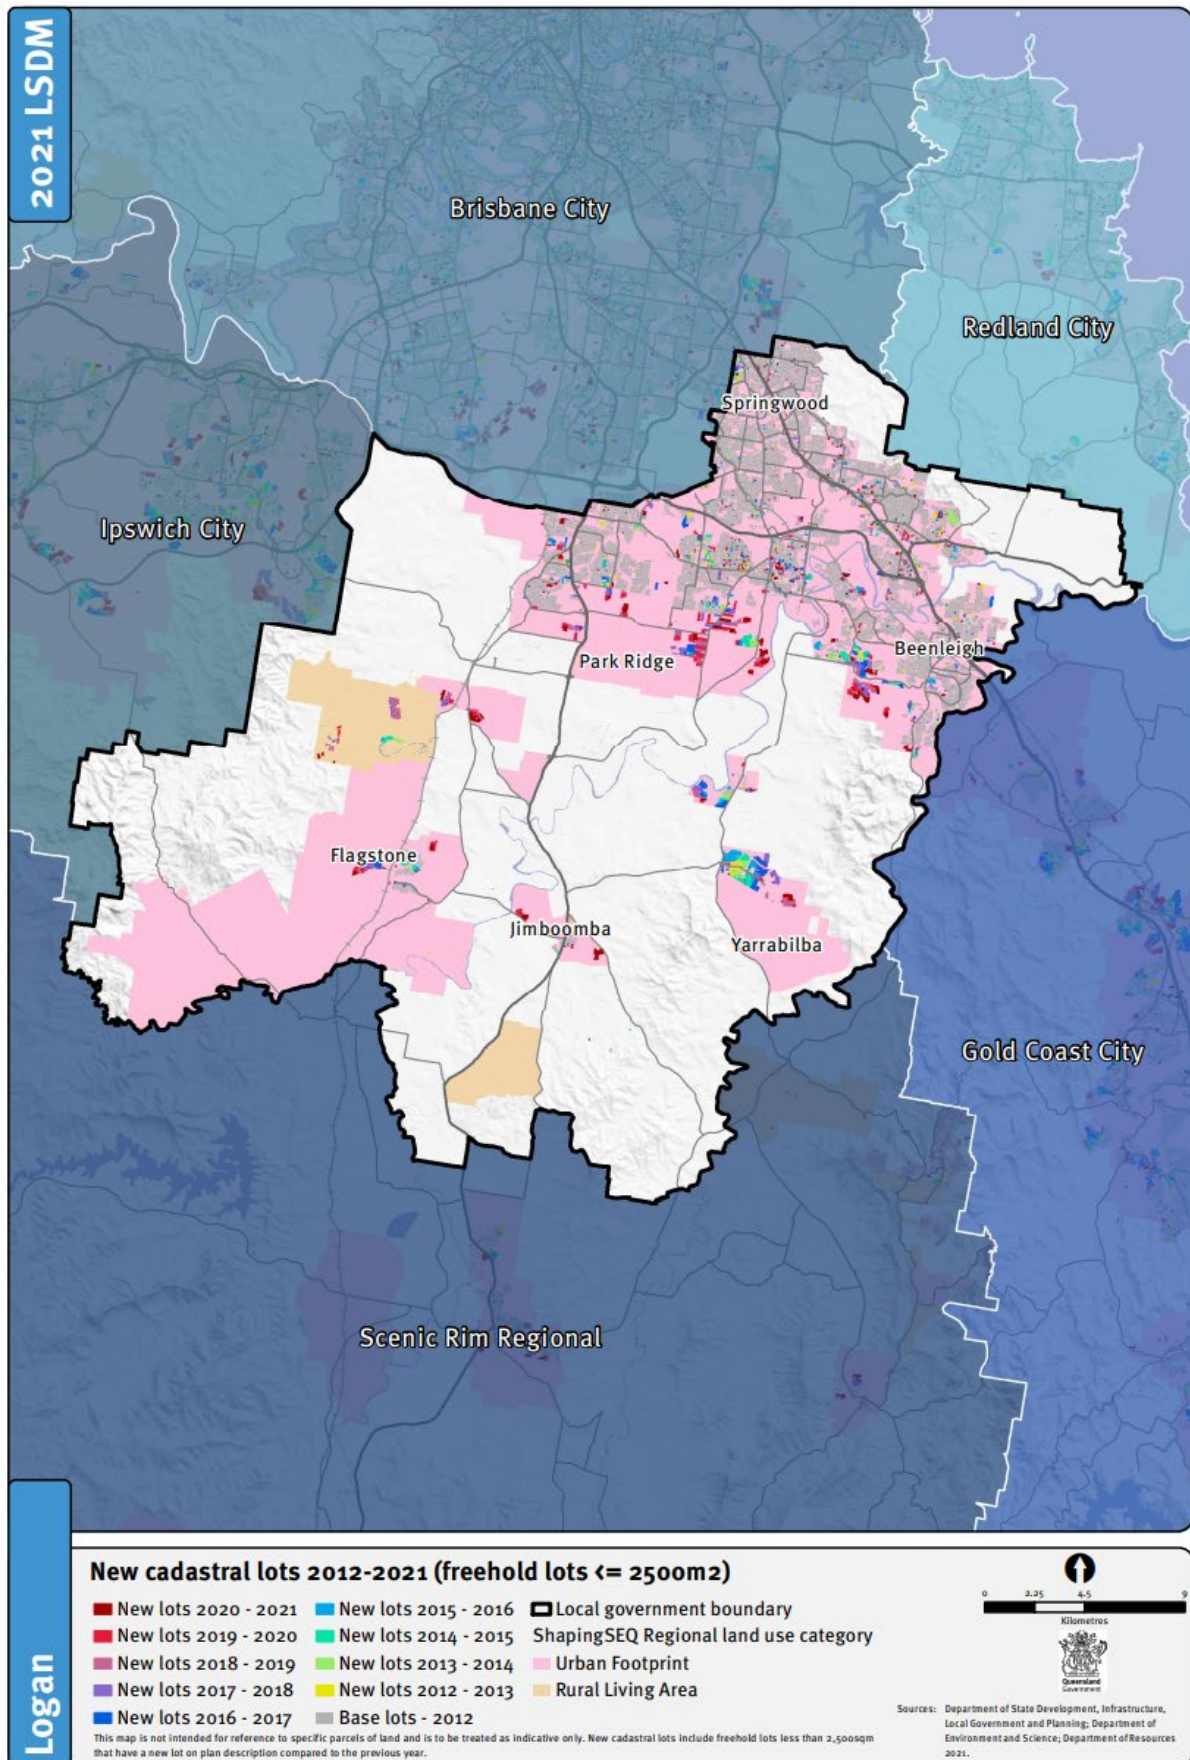 2021 LSDM
Brisbane City
Redland City
Springwood
Ipswich City
Beenleigh
Park Ridge
Flagstone
Jimboomba
Yarrabilba
Gold Coast City
Scenic Rim Regional
Logan
New cadastral lots 2012-2021 (freehold lots <= 2500m2)
New lots 2020 - 2021
New lots 2019 - 2020
New lots 2018 - 2019
New lots 2017 - 2018
New lots 2016 - 2017
New lots 2015 - 2016
New lots 2014 - 2015
New lots 2013 - 2014
New lots 2012 - 2013
Base lots - 2012
Local government boundary
ShapingSEQ Regional land use category
Urban Footprint
Rural Living Area
This map is not intended for reference to specific parcels of land and is to be treated as indicative only. New cadastral lots include freehold lots less than 2,500sqm
that have a new lot on plan description compared to the previous year.
0 2.25 4.5 9
Kilometres
Queensland
Government
Sources: Department of State Development, Infrastructure,
Local Government and Planning; Department of
Environment and Science; Department of Resources
2021.